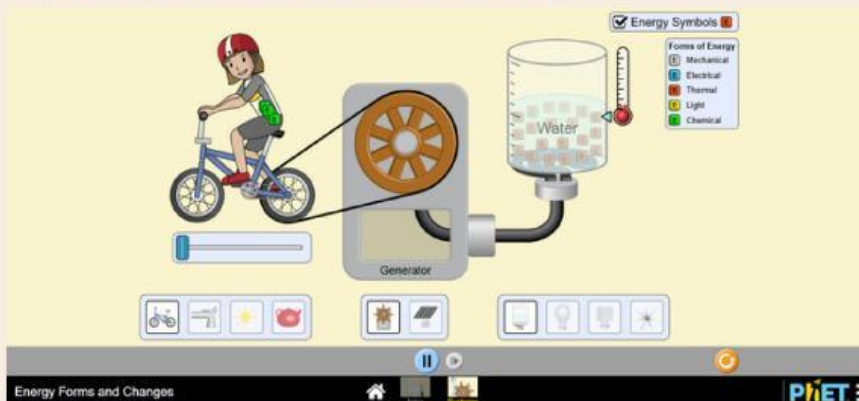 Energy Symbols E
Forms of Energy
E Mechanical
E Electrical
E Thermal
E Light
E Chemical
Water
Generator
Energy Forms and Changes
PhET